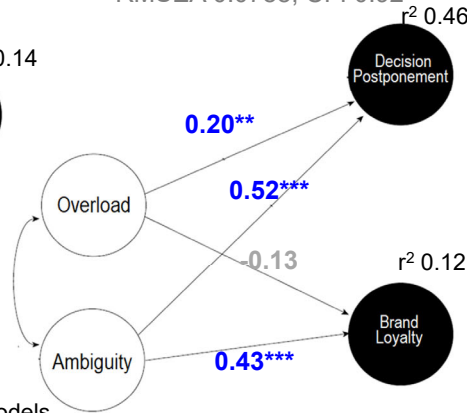 r² 0.46
0.14
Decision
Postponement
0.20**
0.52***
Overload
-0.13
r² 0.12
Brand
Loyalty
Ambiguity
0.43***